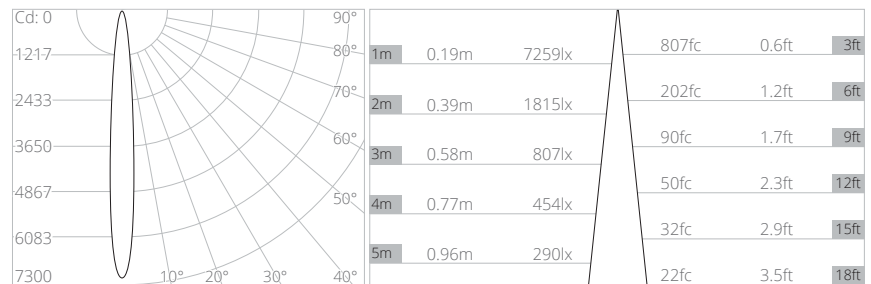 Cd: 0
1217
2433
3650
4867
6083
7300
10°
20°
30°
40°
50°
60°
70°
80°
90°
1m 0.19m 7259lx
2m 0.39m 1815lx
3m 0.58m 807lx
4m 0.77m 454lx
5m 0.96m 290lx
807fc 0.6ft 3ft
202fc 1.2ft 6ft
90fc 1.7ft 9ft
50fc 2.3ft 12ft
32fc 2.9ft 15ft
22fc 3.5ft 18ft